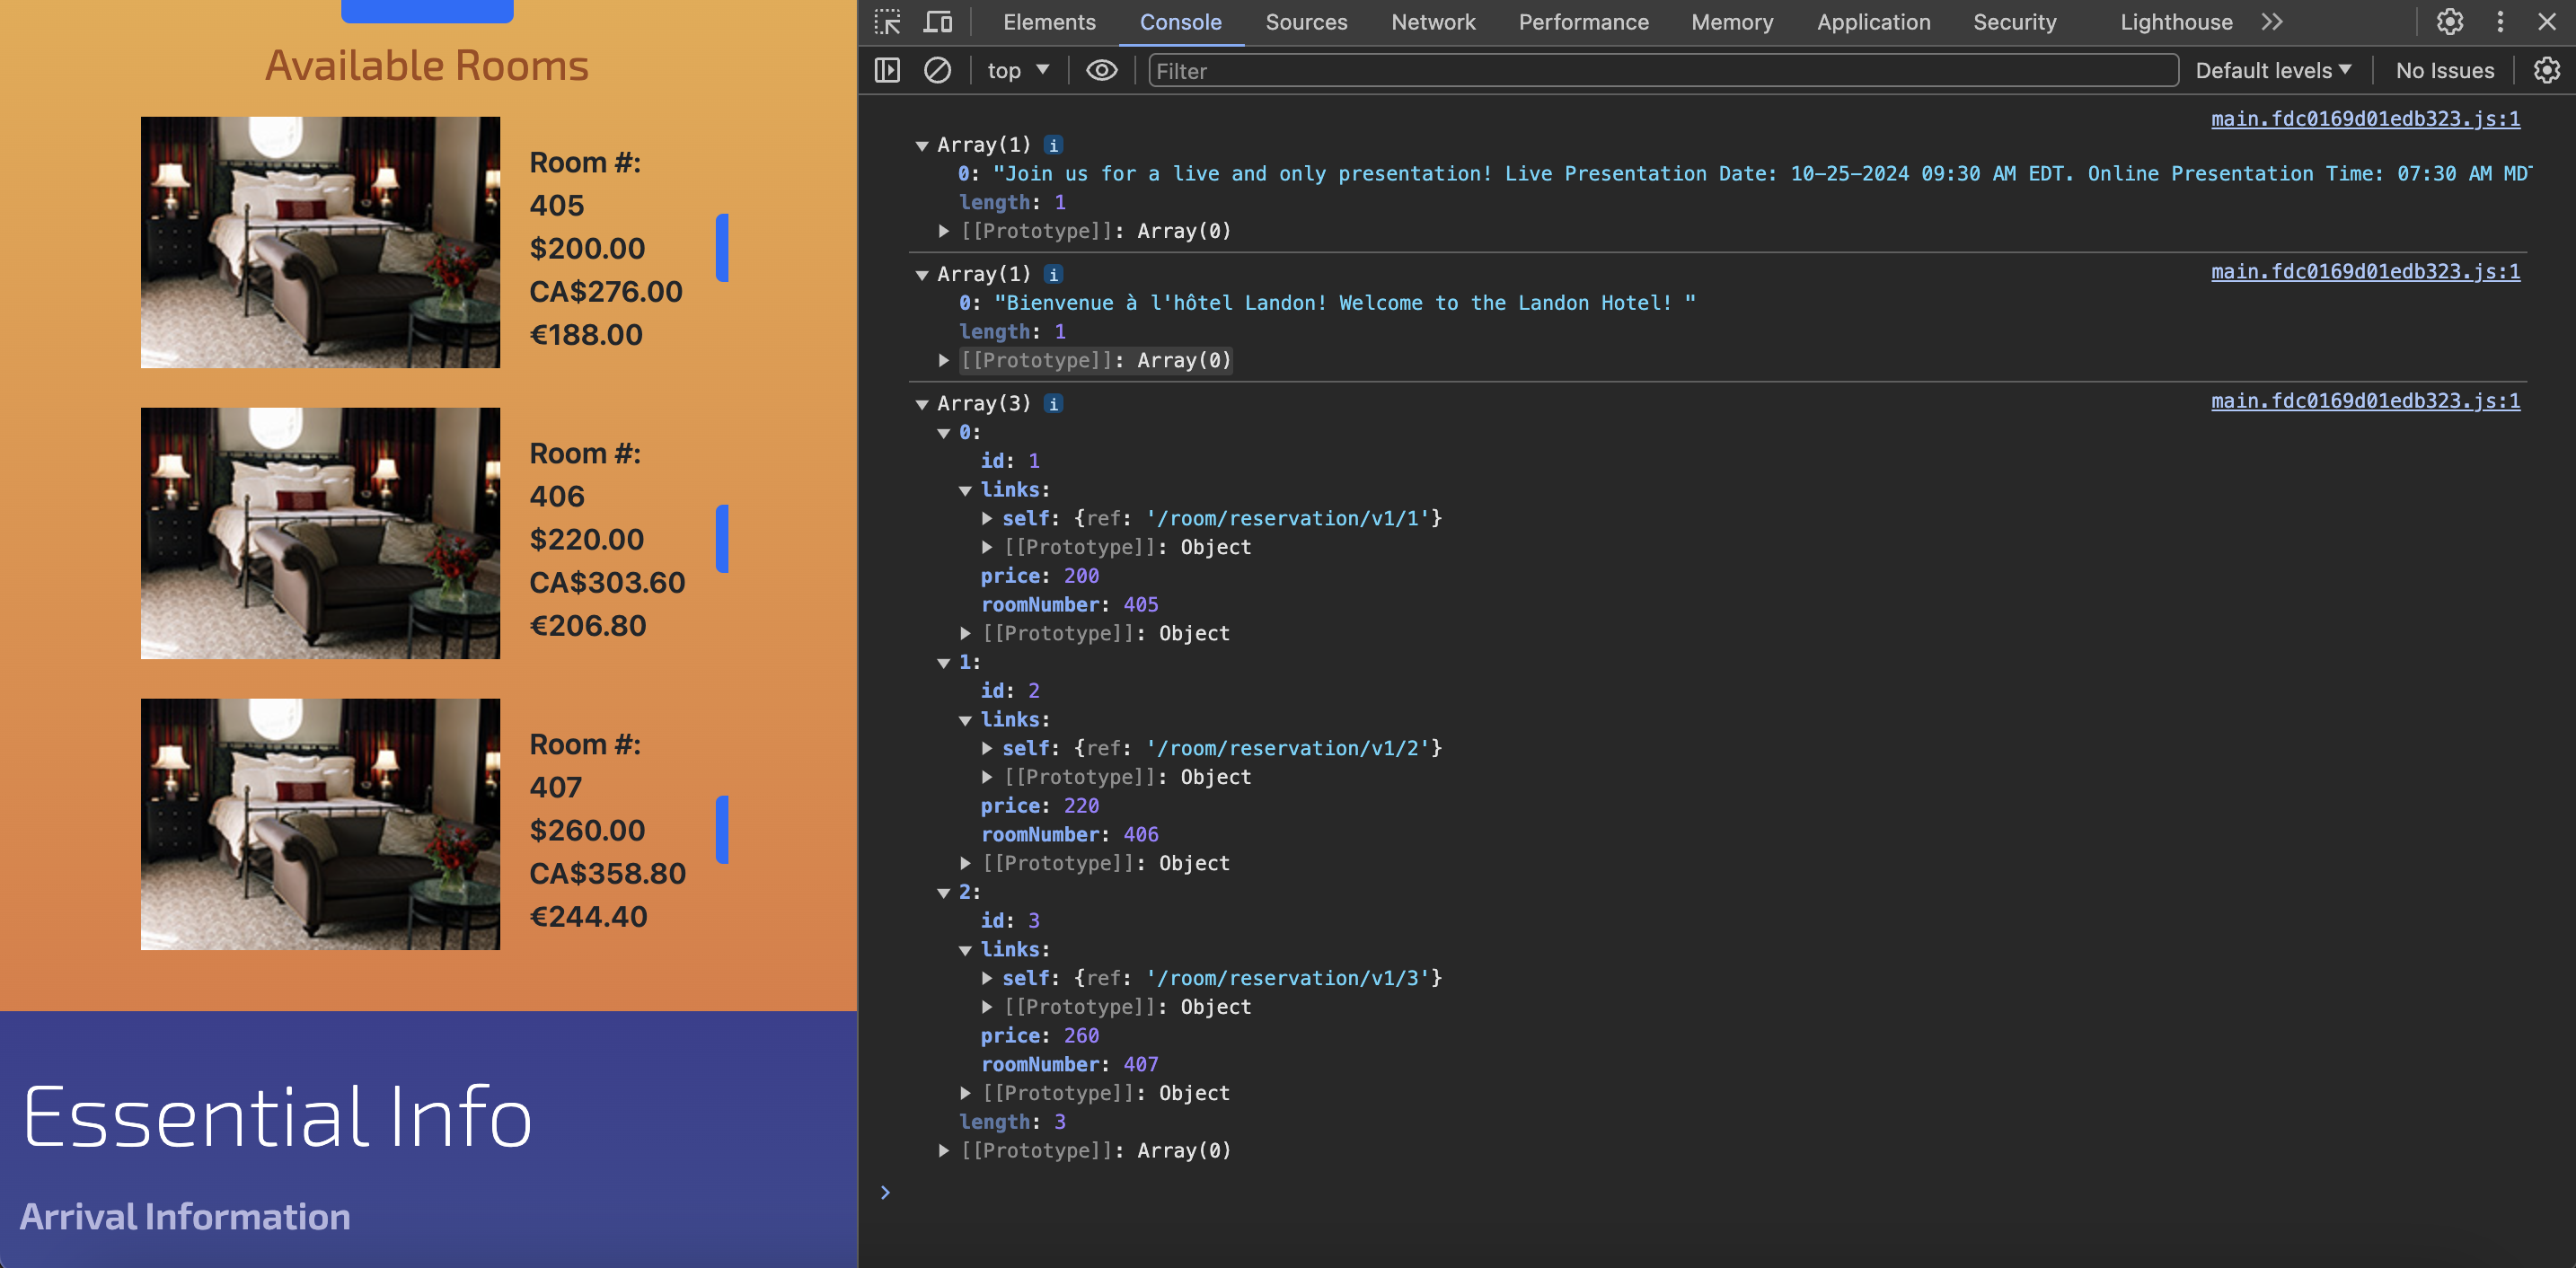 Available Rooms
Room #:
405
$200.00
CA$276.00
€188.00
Room #:
406
$220.00
CA$303.60
€206.80
Room #:
407
$260.00
CA$358.80
€244.40
Essential Info
Arrival Information
Elements Console Sources Network Performance Memory Application Security Lighthouse
top Filter Default levels No Issues
main.fdc0169d01edb323.js:1
Array(1) i
0: "Join us for a live and only presentation! Live Presentation Date: 10-25-2024 09:30 AM EDT. Online Presentation Time: 07:30 AM MDT
length: 1
[[Prototype]]: Array(0)
Array(1) i main.fdc0169d01edb323.js:1
0: "Bienvenue à l'hôtel Landon! Welcome to the Landon Hotel! "
length: 1
[[Prototype]]: Array(0)
Array(3) i main.fdc0169d01edb323.js:1
0:
id: 1
links:
self: {ref: '/room/reservation/v1/1'}
[[Prototype]]: Object
price: 200
roomNumber: 405
[[Prototype]]: Object
1:
id: 2
links:
self: {ref: '/room/reservation/v1/2'}
[[Prototype]]: Object
price: 220
roomNumber: 406
[[Prototype]]: Object
2:
id: 3
links:
self: {ref: '/room/reservation/v1/3'}
[[Prototype]]: Object
price: 260
roomNumber: 407
[[Prototype]]: Object
length: 3
[[Prototype]]: Array(0)